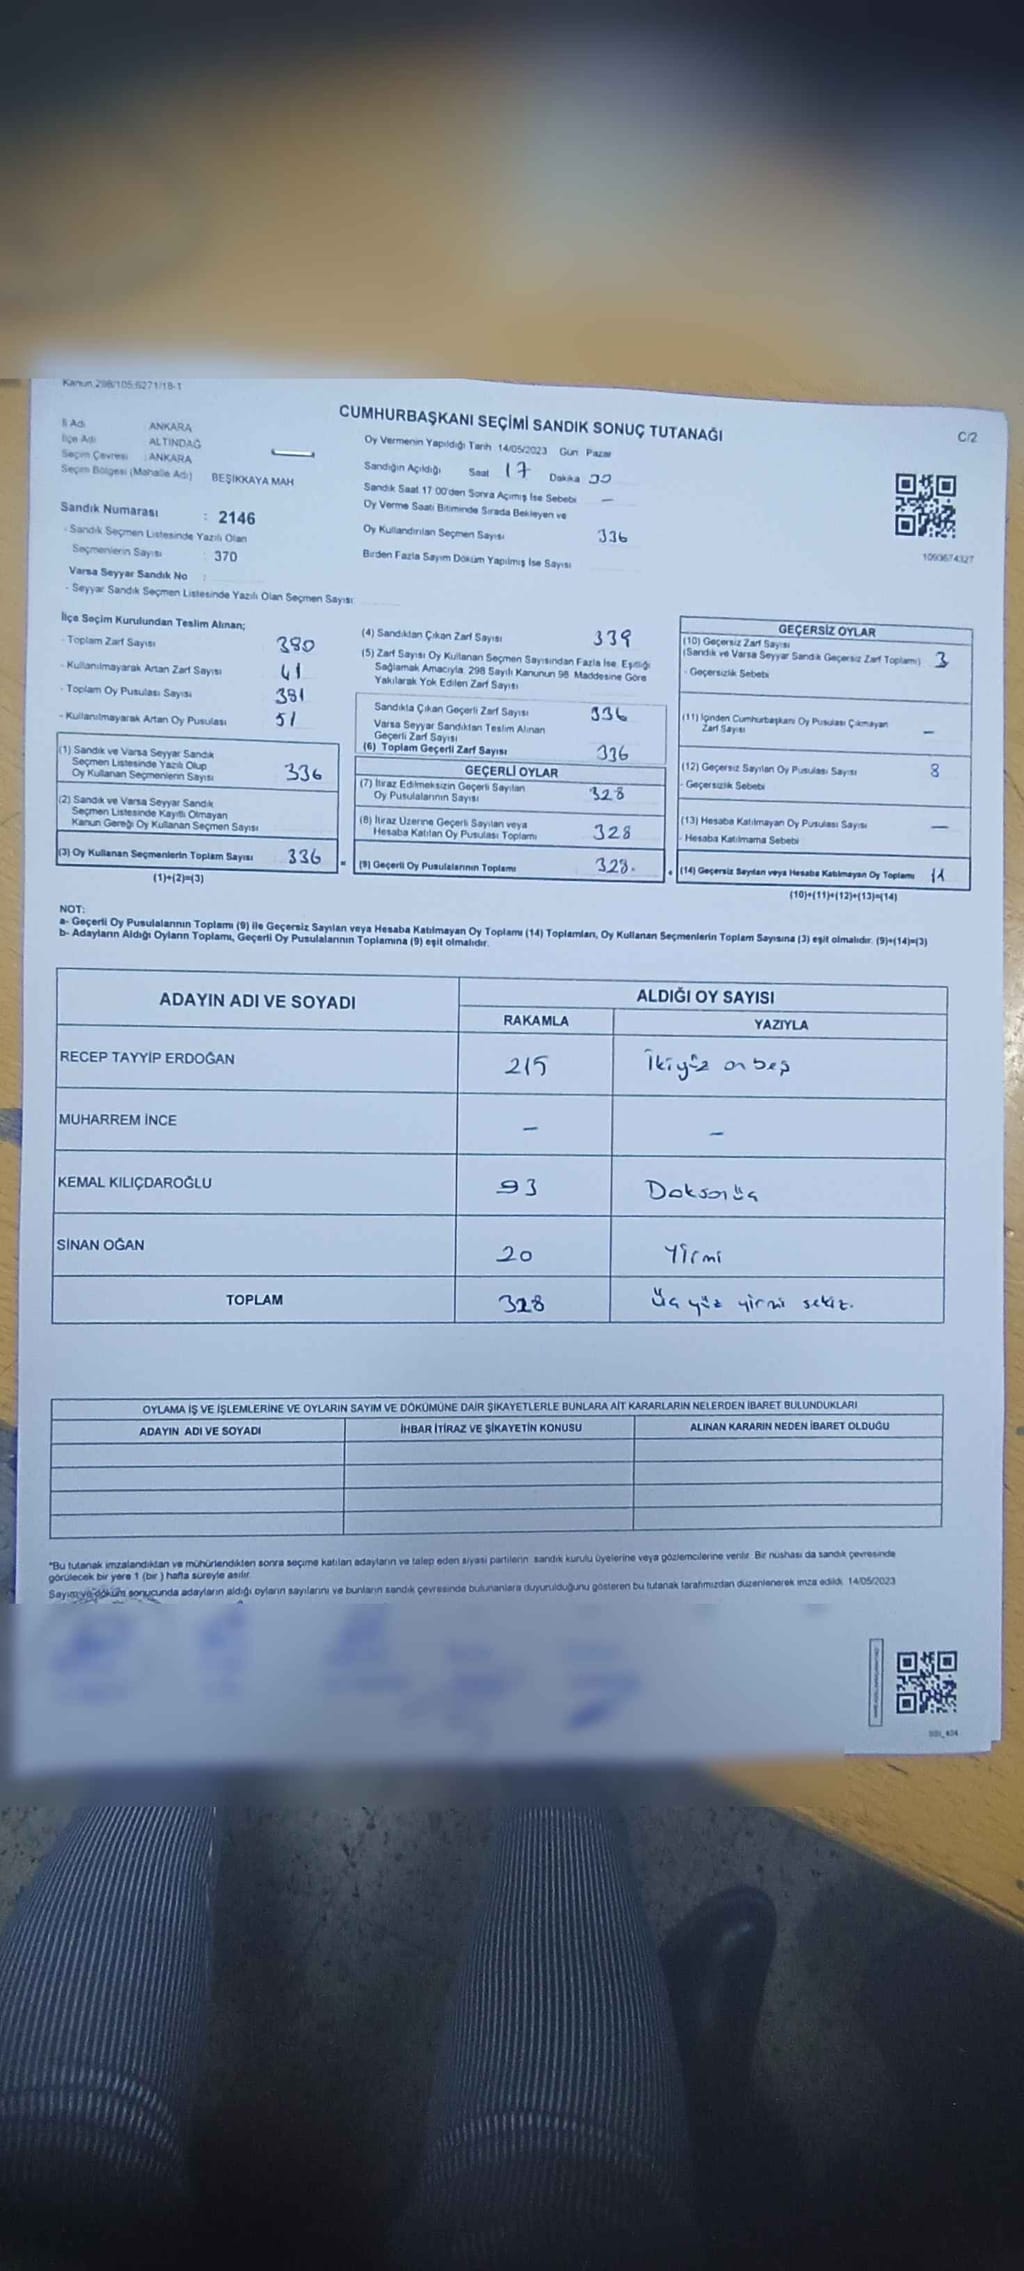 Kanun 298/105;6271/18-1
CUMHURBAŞKANI SEÇİMİ SANDIK SONUÇ TUTANAĞI
C/2
İl Adı ANKARA
İlçe Adı ALTINDAĞ
Seçim Çevresi : ANKARA
Seçim Bölgesi (Mahalle Adı) BEŞİKKAYA MAH
Sandık Numarası : 2146
- Sandık Seçmen Listesinde Yazılı Olan
Seçmenlerin Sayısı : 370
Varsa Seyyar Sandık No :
- Seyyar Sandık Seçmen Listesinde Yazılı Olan Seçmen Sayısı
Oy Vermenin Yapıldığı Tarih 14/05/2023 Gün Pazar
Sandığın Açıldığı Saat 17 Dakika
Sandık Saat 17 00'den Sonra Açımış İse Sebebi —
Oy Verme Saati Bitiminde Sırada Bekleyen ve
Oy Kullandırılan Seçmen Sayısı 336
Birden Fazla Sayım Döküm Yapılmış İse Sayısı
1093674327
İlçe Seçim Kurulundan Teslim Alınan;
- Toplam Zarf Sayısı 380
- Kullanılmayarak Artan Zarf Sayısı 41
- Toplam Oy Pusulası Sayısı 381
- Kullanılmayarak Artan Oy Pusulası 51
(1) Sandık ve Varsa Seyyar Sandık
Seçmen Listesinde Yazılı Olup
Oy Kullanan Seçmenlerin Sayısı 336
(2) Sandık ve Varsa Seyyar Sandık
Seçmen Listesinde Kayıtlı Olmayan
Kanun Gereği Oy Kullanan Seçmen Sayısı
(3) Oy Kullanan Seçmenlerin Toplam Sayısı 336 =
(1)+(2)=(3)
(4) Sandıktan Çıkan Zarf Sayısı 339
(5) Zarf Sayısı Oy Kullanan Seçmen Sayısından Fazla İse, Eşitliği
Sağlamak Amacıyla 298 Sayılı Kanunun 98. Maddesine Göre
Yakılarak Yok Edilen Zarf Sayısı
Sandıkta Çıkan Geçerli Zarf Sayısı 336
Varsa Seyyar Sandıktan Teslim Alınan
Geçerli Zarf Sayısı
(6) Toplam Geçerli Zarf Sayısı 336
GEÇERLİ OYLAR
(7) İtiraz Edilmeksizin Geçerli Sayılan
Oy Pusulalarının Sayısı 328
(8) İtiraz Üzerine Geçerli Sayılan veya
Hesaba Katılan Oy Pusulası Toplamı 328
(9) Geçerli Oy Pusulalarının Toplamı 328. +
GEÇERSİZ OYLAR
(10) Geçersiz Zarf Sayısı
(Sandık ve Varsa Seyyar Sandık Geçersiz Zarf Toplamı) 3
- Geçersizlik Sebebi
(11) İçinden Cumhurbaşkanı Oy Pusulası Çıkmayan
Zarf Sayısı —
(12) Geçersiz Sayılan Oy Pusulası Sayısı 8
- Geçersizlik Sebebi
(13) Hesaba Katılmayan Oy Pusulası Sayısı —
- Hesaba Katılmama Sebebi
(14) Geçersiz Sayılan veya Hesaba Katılmayan Oy Toplamı 11
(10)+(11)+(12)+(13)=(14)
NOT:
a- Geçerli Oy Pusulalarının Toplamı (9) ile Geçersiz Sayılan veya Hesaba Katılmayan Oy Toplamı (14) Toplamları, Oy Kullanan Seçmenlerin Toplam Sayısına (3) eşit olmalıdır. (9)+(14)=(3)
b- Adayların Aldığı Oyların Toplamı, Geçerli Oy Pusulalarının Toplamına (9) eşit olmalıdır.
ADAYIN ADI VE SOYADI ALDIĞI OY SAYISI
RAKAMLA YAZIYLA
RECEP TAYYİP ERDOĞAN 215 İkiyüz onbeş
MUHARREM İNCE — —
KEMAL KILIÇDAROĞLU 93 Doksanüç
SİNAN OĞAN 20 Yirmi
TOPLAM 328 Üç yüz yirmi sekiz.
OYLAMA İŞ VE İŞLEMLERİNE VE OYLARIN SAYIM VE DÖKÜMÜNE DAİR ŞİKAYETLERLE BUNLARA AİT KARARLARIN NELERDEN İBARET BULUNDUKLARI
ADAYIN ADI VE SOYADI İHBAR İTİRAZ VE ŞİKAYETİN KONUSU ALINAN KARARIN NEDEN İBARET OLDUĞU
*Bu tutanak imzalandıktan ve mühürlendikten sonra seçime katılan adayların ve talep eden siyasi partilerin sandık kurulu üyelerine veya gözlemcilerine verilir. Bir nüshası da sandık çevresinde
görülecek bir yere 1 (bir ) hafta süreyle asılır.
Sayım ve döküm sonucunda adayların aldığı oyların sayılarını ve bunların sandık çevresinde bulunanlara duyurulduğunu gösteren bu tutanak tarafımızdan düzenlenerek imza edildi. 14/05/2023